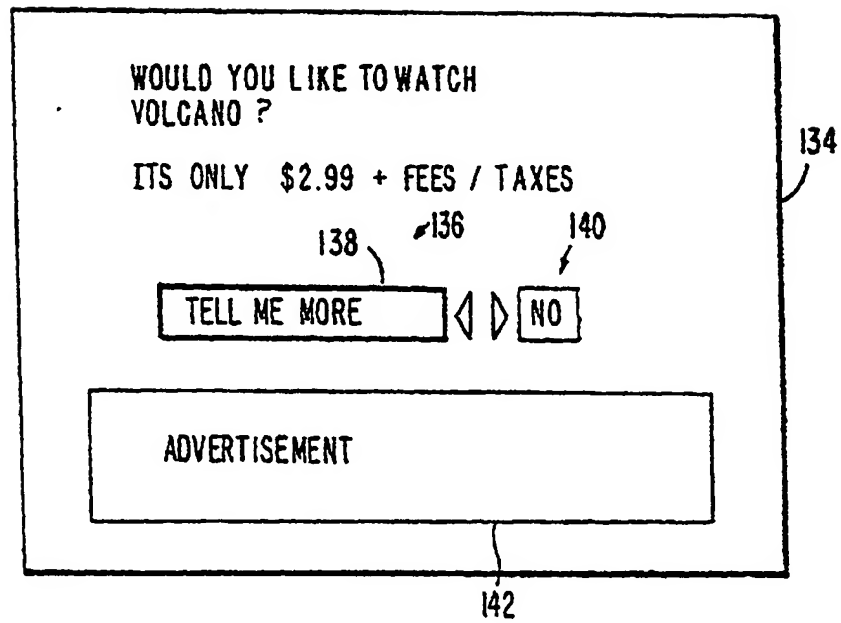 WOULD YOU LIKE TO WATCH
VOLCANO ?
ITS ONLY $2.99 + FEES / TAXES
134
136
138
140
TELL ME MORE
NO
ADVERTISEMENT
142